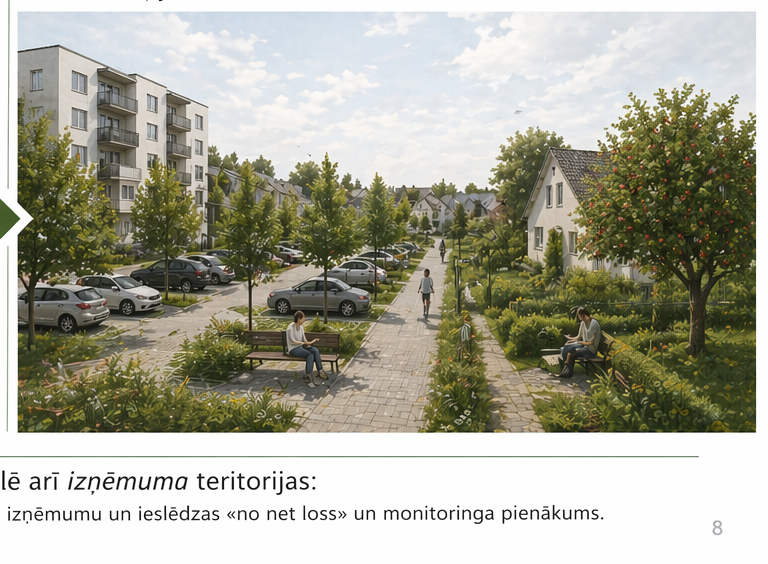 lē arī izņēmuma teritorijas:
izņēmumu un ieslēdzas «no net loss» un monitoringa pienākums.
8